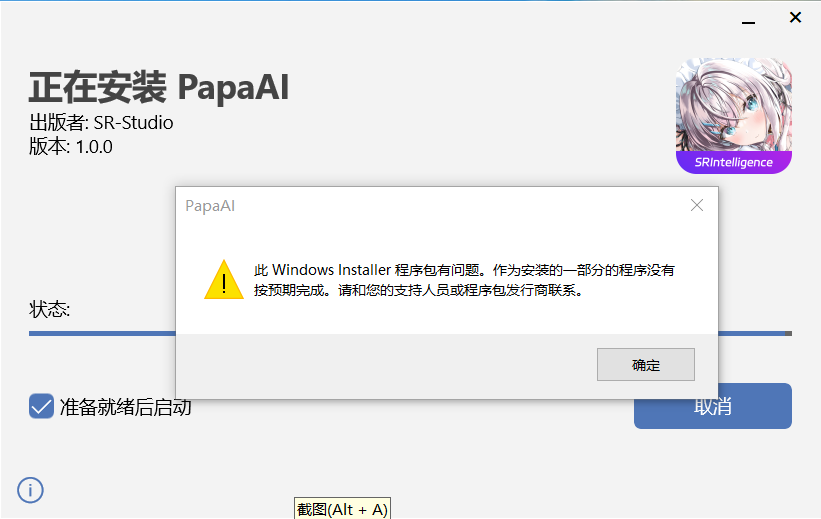 正在安装 PapaAI
出版者: SR-Studio
版本: 1.0.0
SRIntelligence
PapaAI
此 Windows Installer 程序包有问题。作为安装的一部分的程序没有
按预期完成。请和您的支持人员或程序包发行商联系。
确定
状态:
准备就绪后启动
取消
截图(Alt + A)